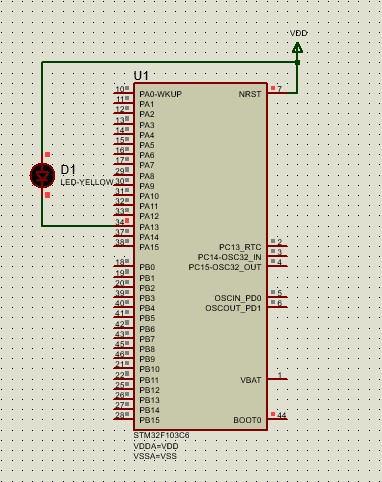 VDD
U1
10 PA0-WKUP NRST 7
11 PA1
12 PA2
13 PA3
14 PA4
15 PA5
16 PA6
17 PA7
29 PA8
30 PA9
31 PA10
32 PA11
33 PA12
34 PA13
37 PA14
38 PA15
D1
LED-YELLOW
PC13_RTC 2
PC14-OSC32_IN 3
PC15-OSC32_OUT 4
18 PB0
19 PB1
20 PB2
39 PB3
40 PB4
41 PB5
42 PB6
43 PB7
45 PB8
46 PB9
21 PB10
22 PB11
25 PB12
26 PB13
27 PB14
28 PB15
OSCIN_PD0 5
OSCOUT_PD1 6
VBAT 1
BOOT0 44
STM32F103C6
VDDA=VDD
VSSA=VSS